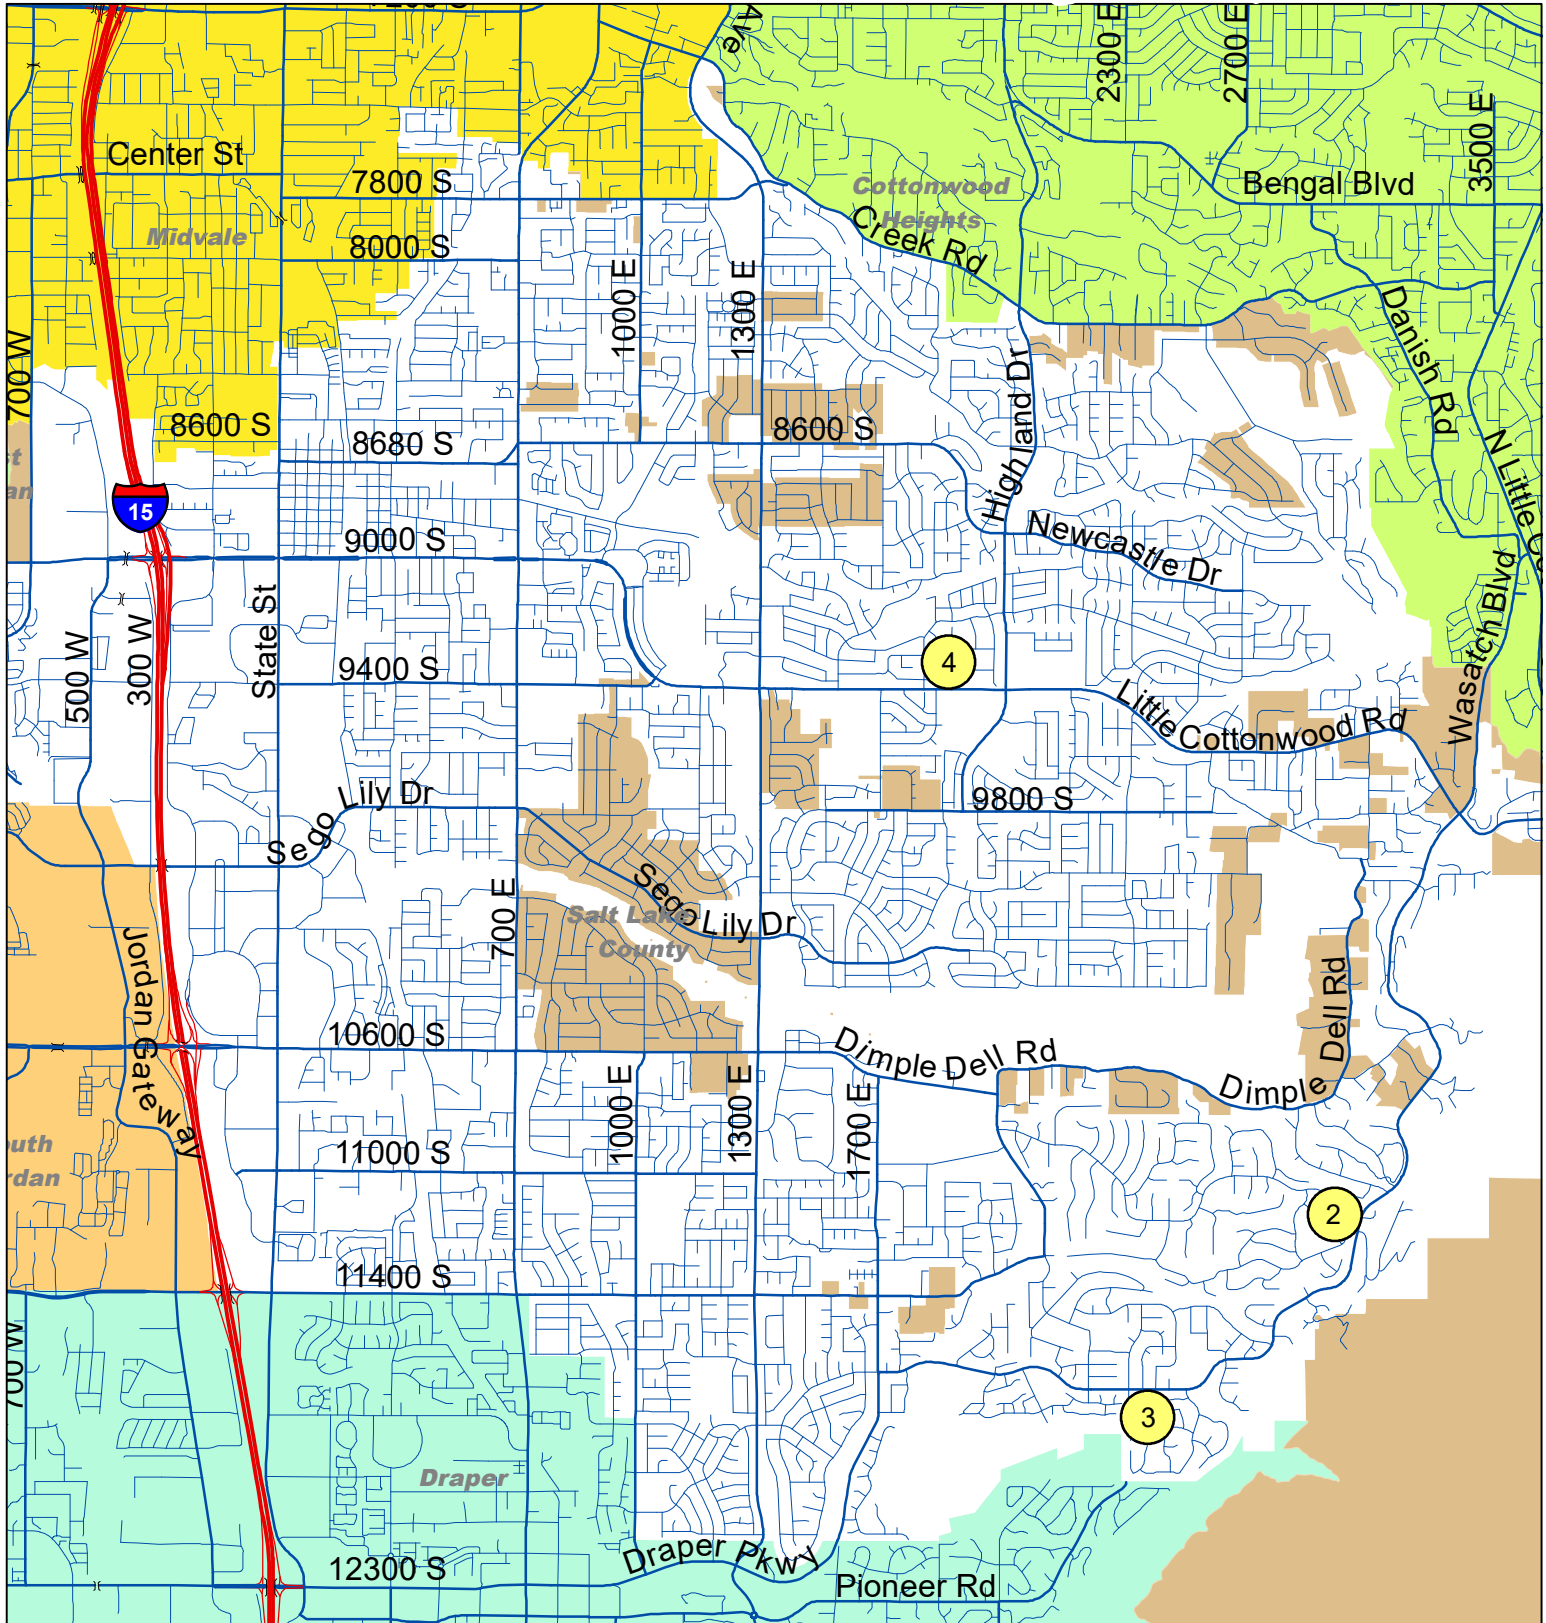 Ave
2300 E
2700 E
3500 E
Center St
7800 S
Bengal Blvd
Cottonwood
Heights
Creek Rd
Midvale
8000 S
1000 E
1300 E
Danish Rd
700 W
Highland Dr
8600 S
8680 S
8600 S
N Little
15
9000 S
Newcastle Dr
Wasatch Blvd
500 W
300 W
State St
9400 S
4
Little Cottonwood Rd
Sego Lily Dr
9800 S
700 E
Sego Lily Dr
Salt Lake
County
Jordan Gateway
Dell Rd
10600 S
Dimple Dell Rd
Dimple
1000 E
1300 E
1700 E
11000 S
2
11400 S
700 W
3
Draper
12300 S
Draper Pkwy
Pioneer Rd